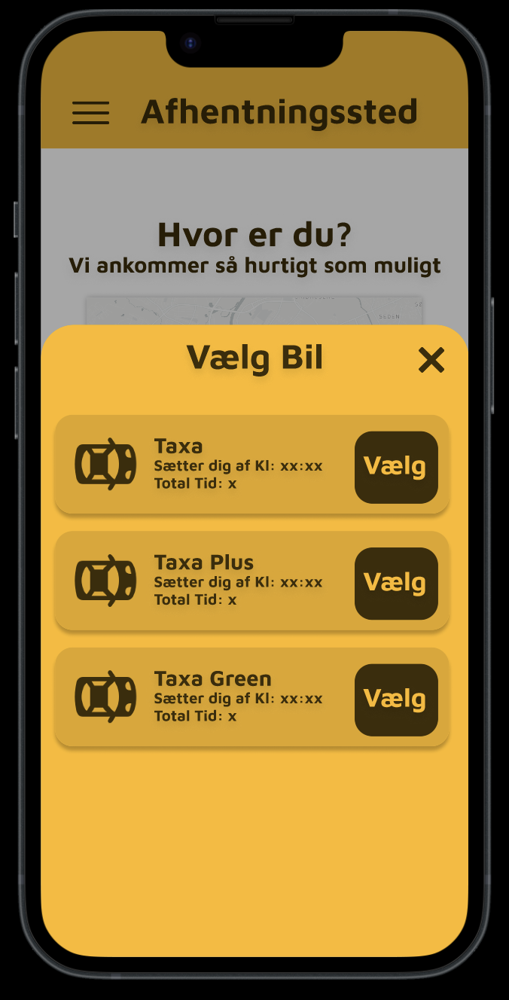 Afhentningssted
Hvor er du?
Vi ankommer så hurtigt som muligt
SEDEN
Vælg Bil
Taxa
Sætter dig af Kl: xx:xx
Total Tid: x
Vælg
Taxa Plus
Sætter dig af Kl: xx:xx
Total Tid: x
Vælg
Taxa Green
Sætter dig af Kl: xx:xx
Total Tid: x
Vælg